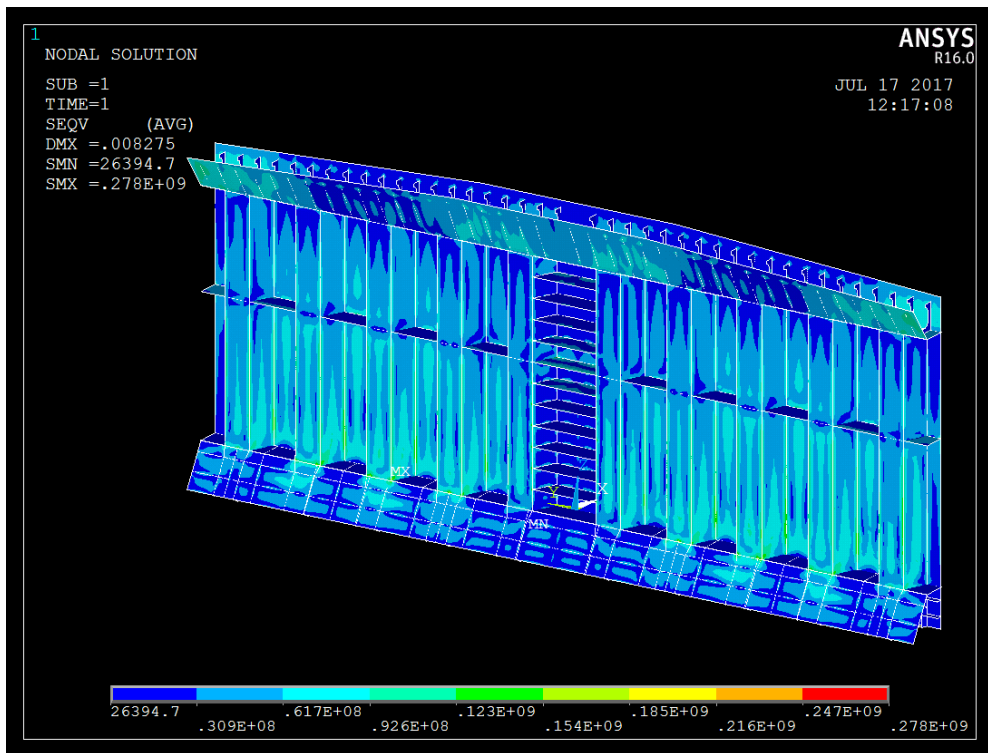 1
NODAL SOLUTION
SUB =1
TIME=1
SEQV (AVG)
DMX =.008275
SMN =26394.7
SMX =.278E+09
ANSYS
R16.0
JUL 17 2017
12:17:08
MX
Y X
MN
26394.7 .617E+08 .123E+09 .185E+09 .247E+09
.309E+08 .926E+08 .154E+09 .216E+09 .278E+09